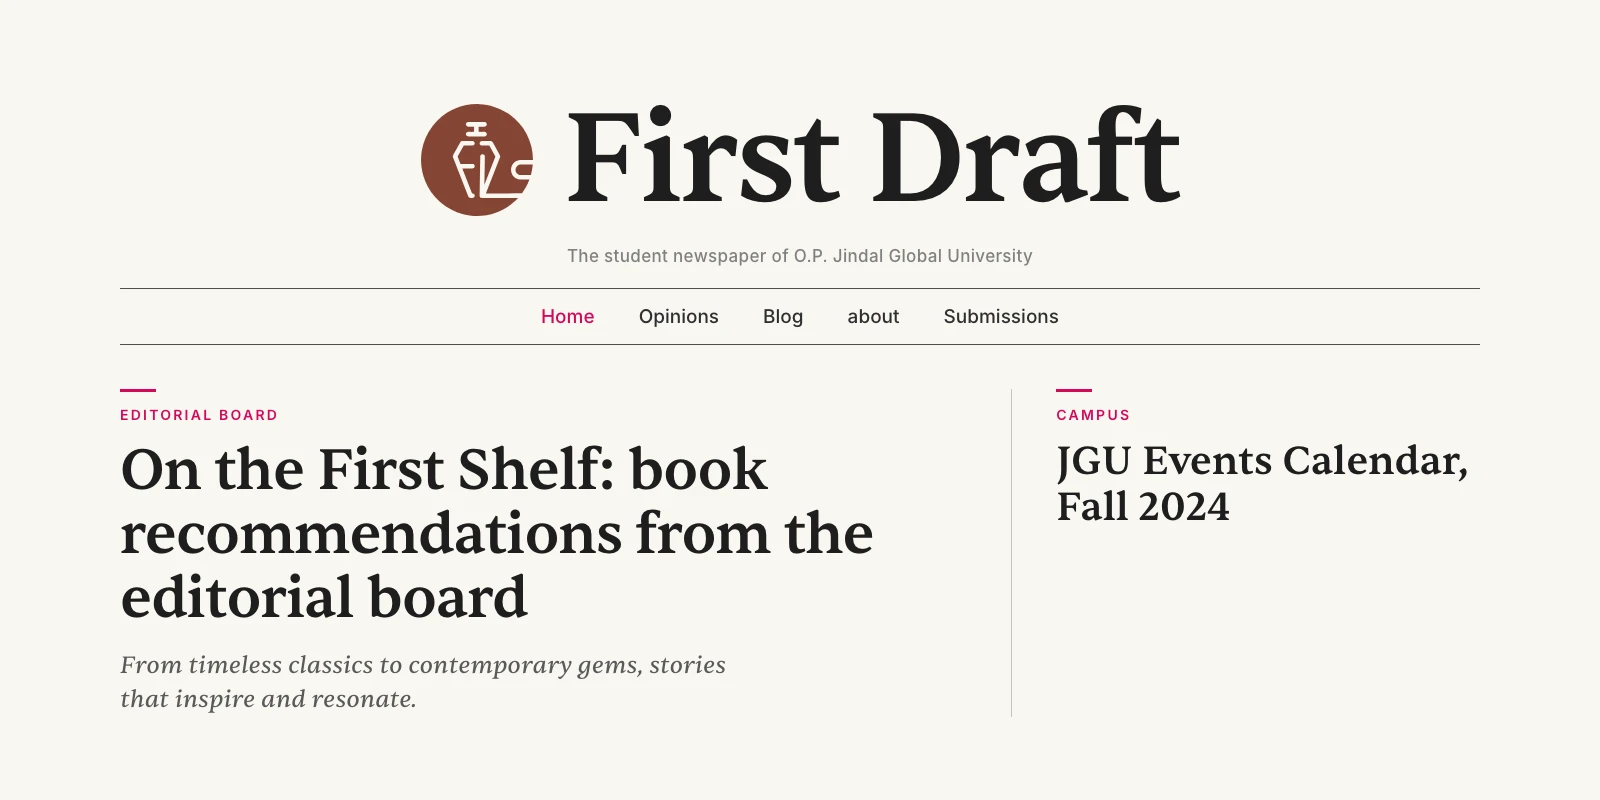 First Draft
The student newspaper of O.P. Jindal Global University
Home Opinions Blog about Submissions
EDITORIAL BOARD
On the First Shelf: book
recommendations from the
editorial board
From timeless classics to contemporary gems, stories
that inspire and resonate.
CAMPUS
JGU Events Calendar,
Fall 2024